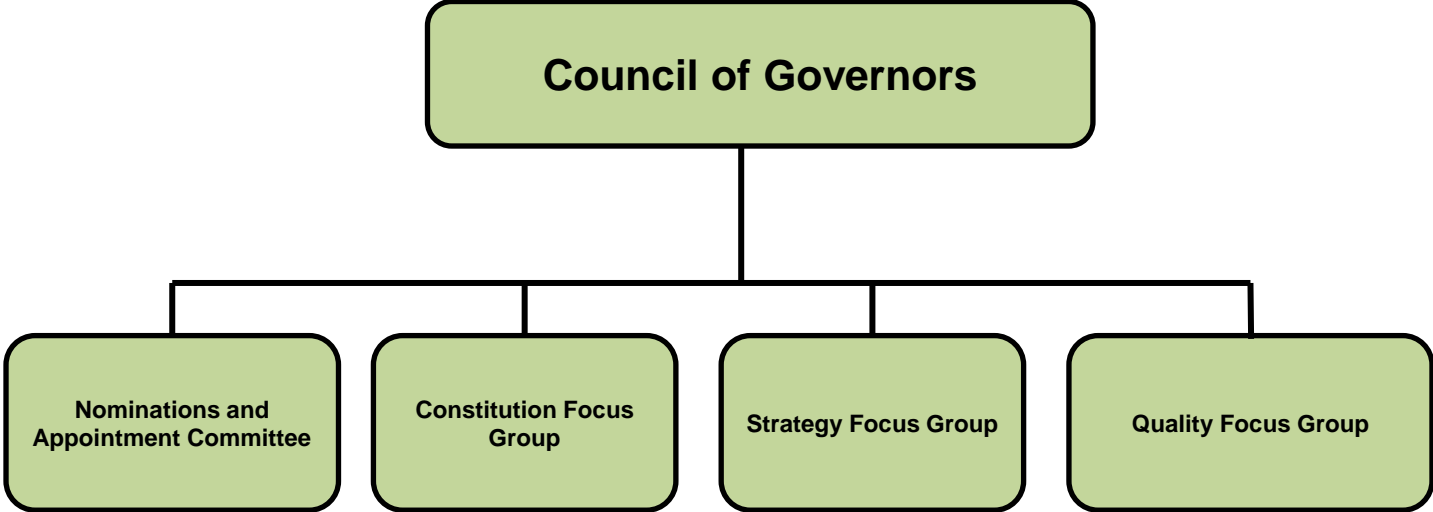 Council of Governors
Nominations and
Appointment Committee
Constitution Focus
Group
Strategy Focus Group
Quality Focus Group